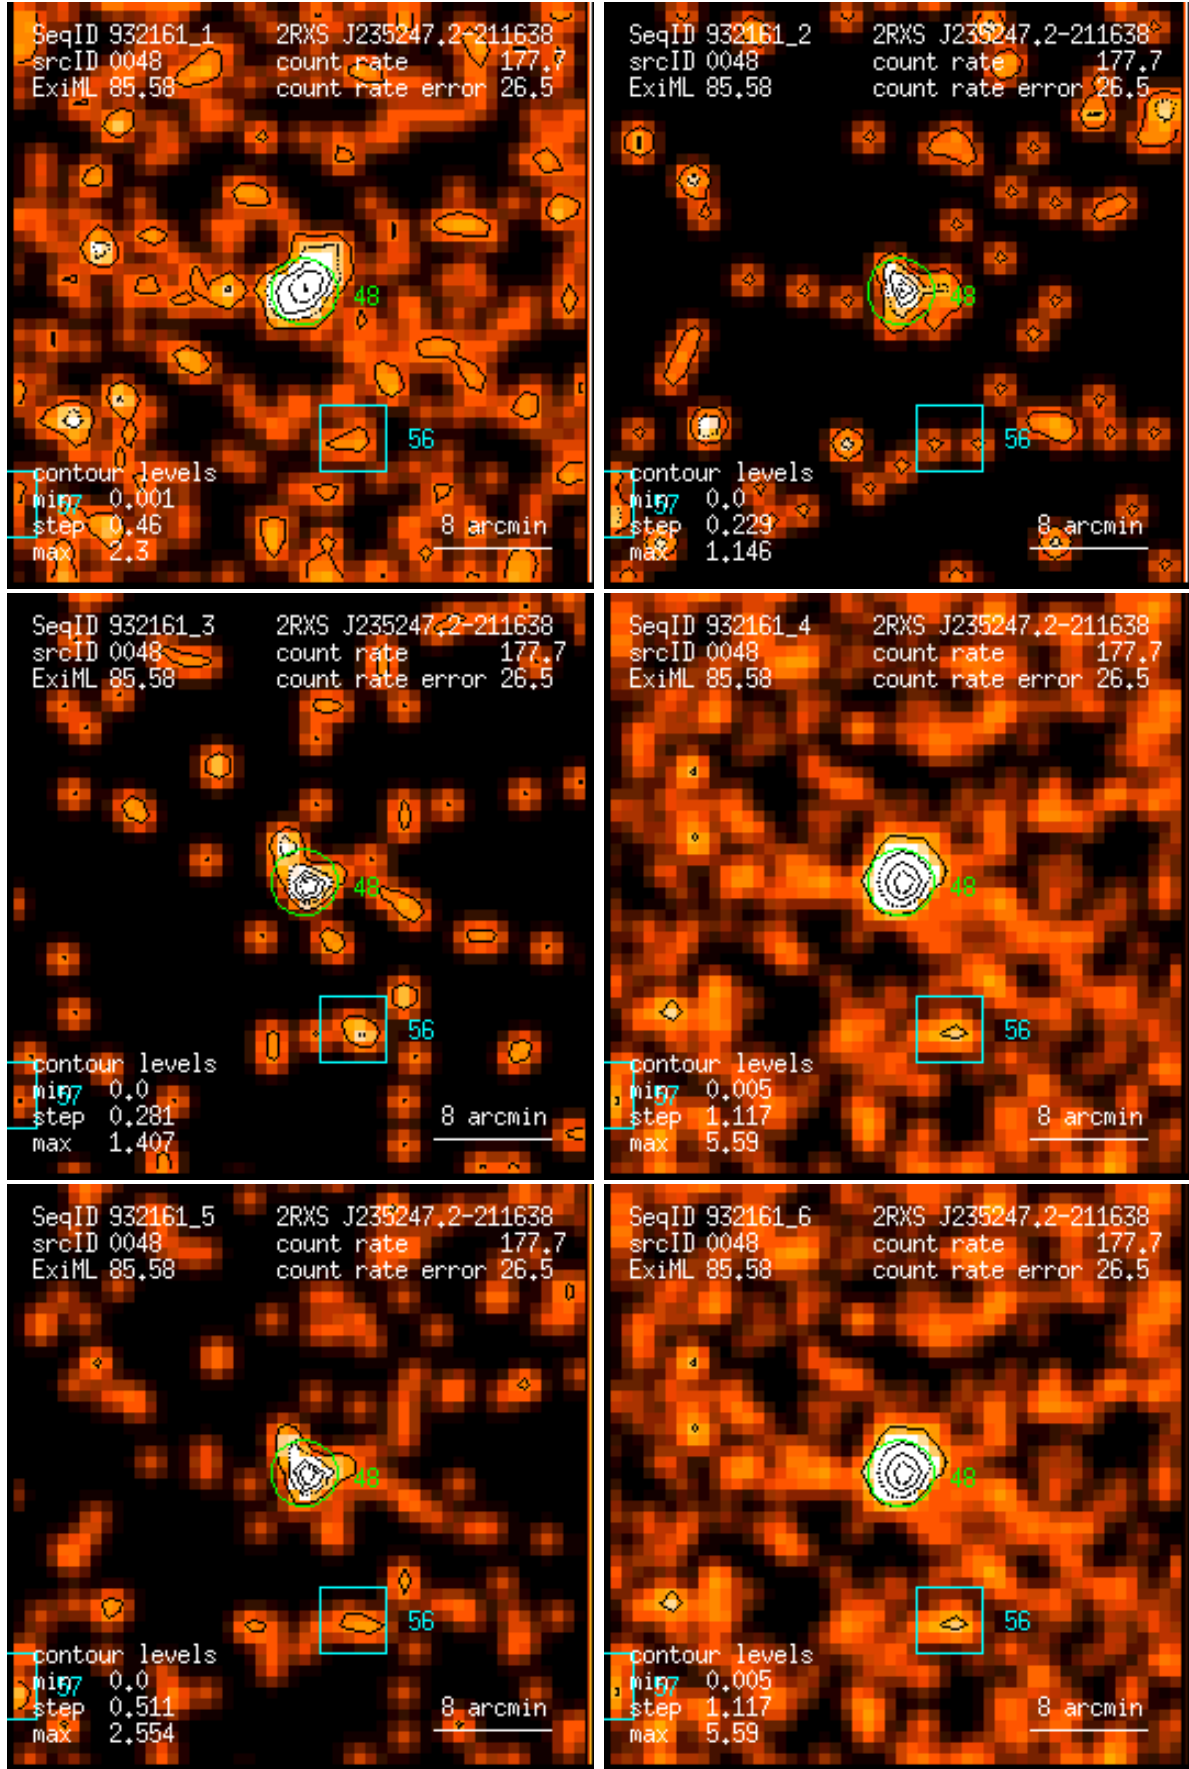 SeqID 932161_1 2RXS J235247.2-211638
srcID 0048 count rate 177.7
ExiML 85.58 count rate error 26.5
48
56
contour levels
min 0.001
57
step 0.46 8 arcmin
max 2.3
SeqID 932161_2 2RXS J235247.2-211638
srcID 0048 count rate 177.7
ExiML 85.58 count rate error 26.5
48
56
contour levels
min 0.0
57
step 0.229 8 arcmin
max 1.146
SeqID 932161_3 2RXS J235247.2-211638
srcID 0048 count rate 177.7
ExiML 85.58 count rate error 26.5
48
56
contour levels
min 0.0
57
step 0.281 8 arcmin
max 1.407
SeqID 932161_4 2RXS J235247.2-211638
srcID 0048 count rate 177.7
ExiML 85.58 count rate error 26.5
48
56
contour levels
min 0.005
57
step 1.117 8 arcmin
max 5.59
SeqID 932161_5 2RXS J235247.2-211638
srcID 0048 count rate 177.7
ExiML 85.58 count rate error 26.5
48
56
contour levels
min 0.0
57
step 0.511 8 arcmin
max 2.554
SeqID 932161_6 2RXS J235247.2-211638
srcID 0048 count rate 177.7
ExiML 85.58 count rate error 26.5
48
56
contour levels
min 0.005
57
step 1.117 8 arcmin
max 5.59